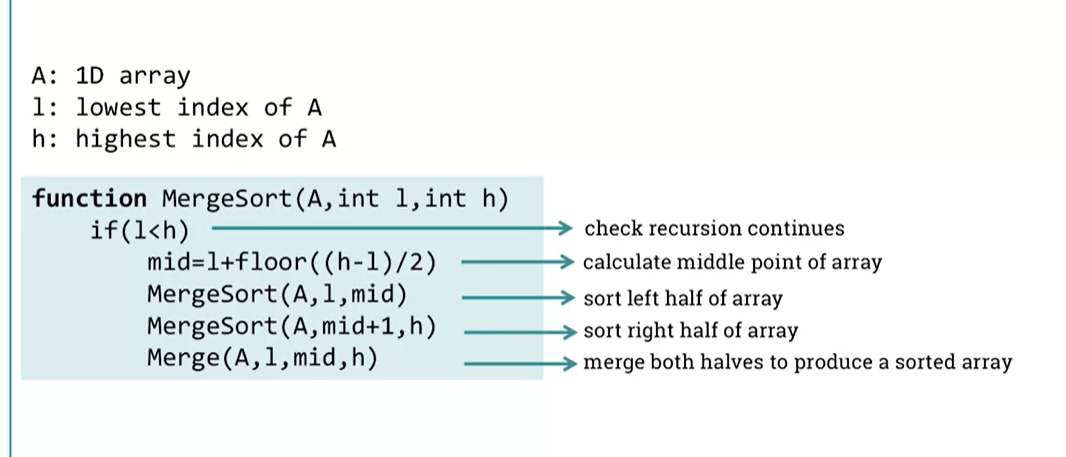 A: 1D array
l: lowest index of A
h: highest index of A
function MergeSort(A,int l,int h)
if(l<h)
check recursion continues
mid=l+floor((h-l)/2)
calculate middle point of array
MergeSort(A,l,mid)
sort left half of array
MergeSort(A,mid+1,h)
sort right half of array
Merge(A,l,mid,h)
merge both halves to produce a sorted array